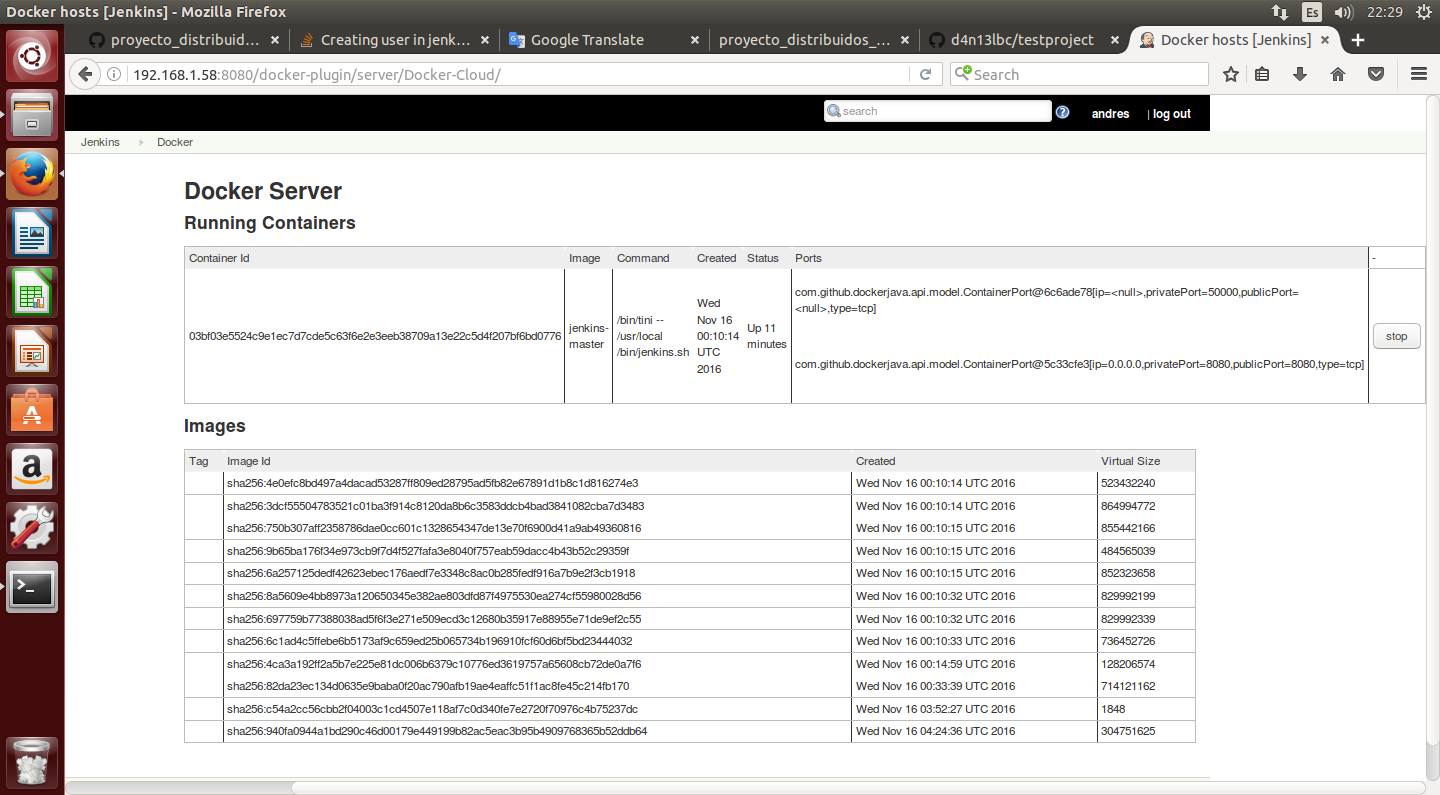 Docker hosts [Jenkins] - Mozilla Firefox
Es
22:29
proyecto_distribuid... ×
Creating user in jenk... ×
Google Translate ×
proyecto_distribuidos_... ×
d4n13lbc/testproject ×
Docker hosts [Jenkins] ×
192.168.1.58:8080/docker-plugin/server/Docker-Cloud/
Search
search
andres
| log out
Jenkins
Docker
Docker Server
Running Containers
Container Id Image Command Created Status Ports -
03bf03e5524c9e1ec7d7cde5c63f6e2e3eeb38709a13e22c5d4f207bf6bd0776
jenkins-
master
/bin/tini --
/usr/local
/bin/jenkins.sh
Wed
Nov 16
00:10:14
UTC
2016
Up 11
minutes
com.github.dockerjava.api.model.ContainerPort@6c6ade78[ip=<null>,privatePort=50000,publicPort=
<null>,type=tcp]
com.github.dockerjava.api.model.ContainerPort@5c33cfe3[ip=0.0.0.0,privatePort=8080,publicPort=8080,type=tcp]
stop
Images
Tag Image Id Created Virtual Size
sha256:4e0efc8bd497a4dacad53287ff809ed28795ad5fb82e67891d1b8c1d816274e3 Wed Nov 16 00:10:14 UTC 2016 523432240
sha256:3dcf55504783521c01ba3f914c8120da8b6c3583ddcb4bad3841082cba7d3483 Wed Nov 16 00:10:14 UTC 2016 864994772
sha256:750b307aff2358786dae0cc601c1328654347de13e70f6900d41a9ab49360816 Wed Nov 16 00:10:15 UTC 2016 855442166
sha256:9b65ba176f34e973cb9f7d4f527fafa3e8040f757eab59dacc4b43b52c29359f Wed Nov 16 00:10:15 UTC 2016 484565039
sha256:6a257125dedf42623ebec176aedf7e3348c8ac0b285fedf916a7b9e2f3cb1918 Wed Nov 16 00:10:15 UTC 2016 852323658
sha256:8a5609e4bb8973a120650345e382ae803dfd87f4975530ea274cf55980028d56 Wed Nov 16 00:10:32 UTC 2016 829992199
sha256:697759b77388038ad5f6f3e271e509ecd3c12680b35917e88955e71de9ef2c55 Wed Nov 16 00:10:32 UTC 2016 829992339
sha256:6c1ad4c5ffebe6b5173af9c659ed25b065734b196910fcf60d6bf5bd23444032 Wed Nov 16 00:10:33 UTC 2016 736452726
sha256:4ca3a192ff2a5b7e225e81dc006b6379c10776ed3619757a65608cb72de0a7f6 Wed Nov 16 00:14:59 UTC 2016 128206574
sha256:82da23ec134d0635e9baba0f20ac790afb19ae4eaffc51f1ac8fe45c214fb170 Wed Nov 16 00:33:39 UTC 2016 714121162
sha256:c54a2cc56cbb2f04003c1cd4507e118af7c0d340fe7e2720f70976c4b75237dc Wed Nov 16 03:52:27 UTC 2016 1848
sha256:940fa0944a1bd290c46d00179e449199b82ac5eac3b95b4909768365b52ddb64 Wed Nov 16 04:24:36 UTC 2016 304751625